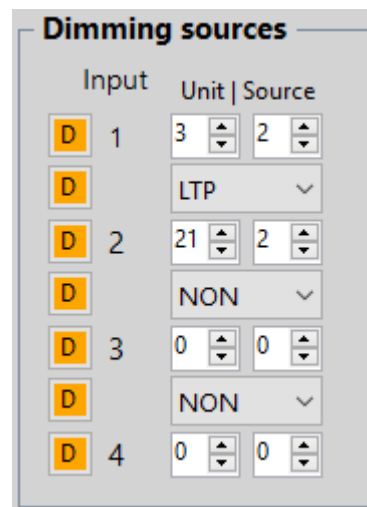 Dimming sources
Input Unit | Source
D 1 3 2
D LTP
D 2 21 2
D NON
D 3 0 0
D NON
D 4 0 0